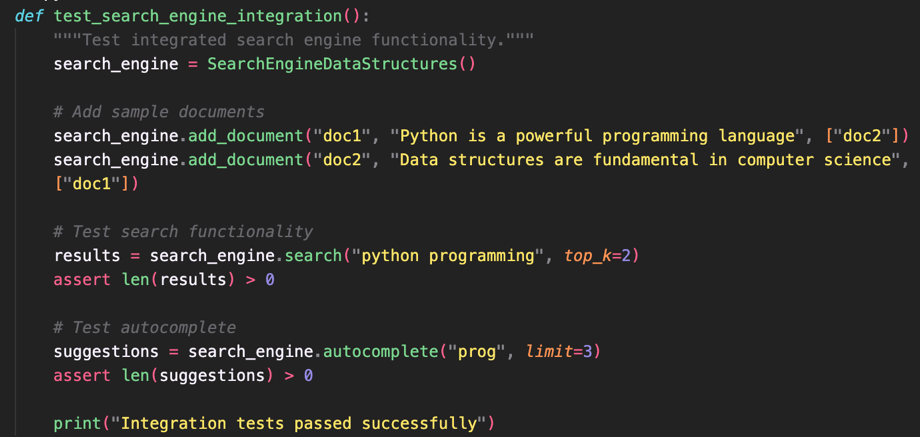 def test_search_engine_integration():
"""Test integrated search engine functionality."""
search_engine = SearchEngineDataStructures()
# Add sample documents
search_engine.add_document("doc1", "Python is a powerful programming language", ["doc2"])
search_engine.add_document("doc2", "Data structures are fundamental in computer science",
["doc1"])
# Test search functionality
results = search_engine.search("python programming", top_k=2)
assert len(results) > 0
# Test autocomplete
suggestions = search_engine.autocomplete("prog", limit=3)
assert len(suggestions) > 0
print("Integration tests passed successfully")